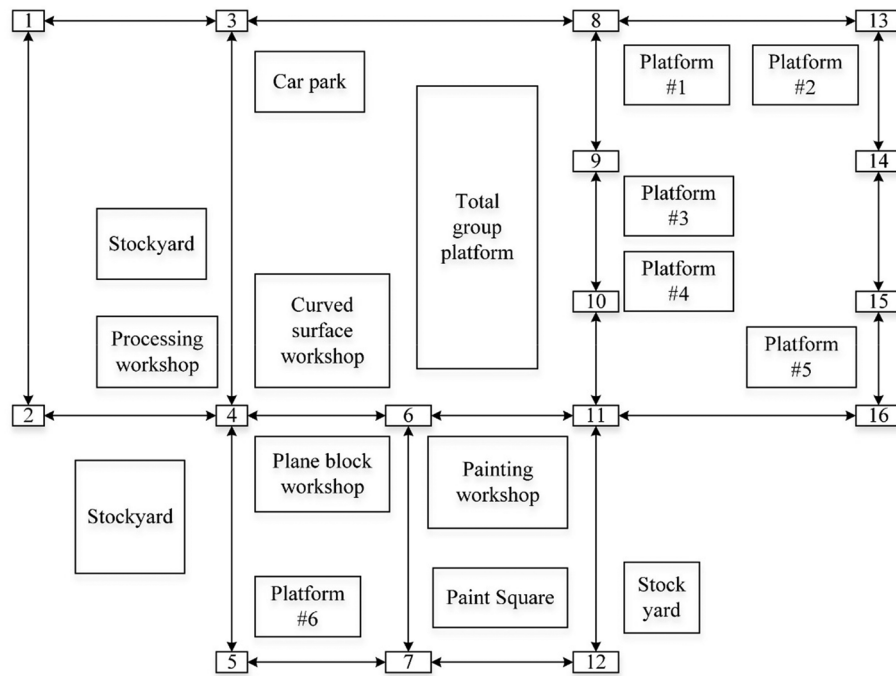 1
3
8
13
Car park
Platform
#1
Platform
#2
9
14
Platform
#3
Total
group
platform
Stockyard
Platform
#4
10
15
Curved
surface
workshop
Processing
workshop
Platform
#5
2
4
6
11
16
Plane block
workshop
Painting
workshop
Stockyard
Platform
#6
Paint Square
Stock
yard
5
7
12